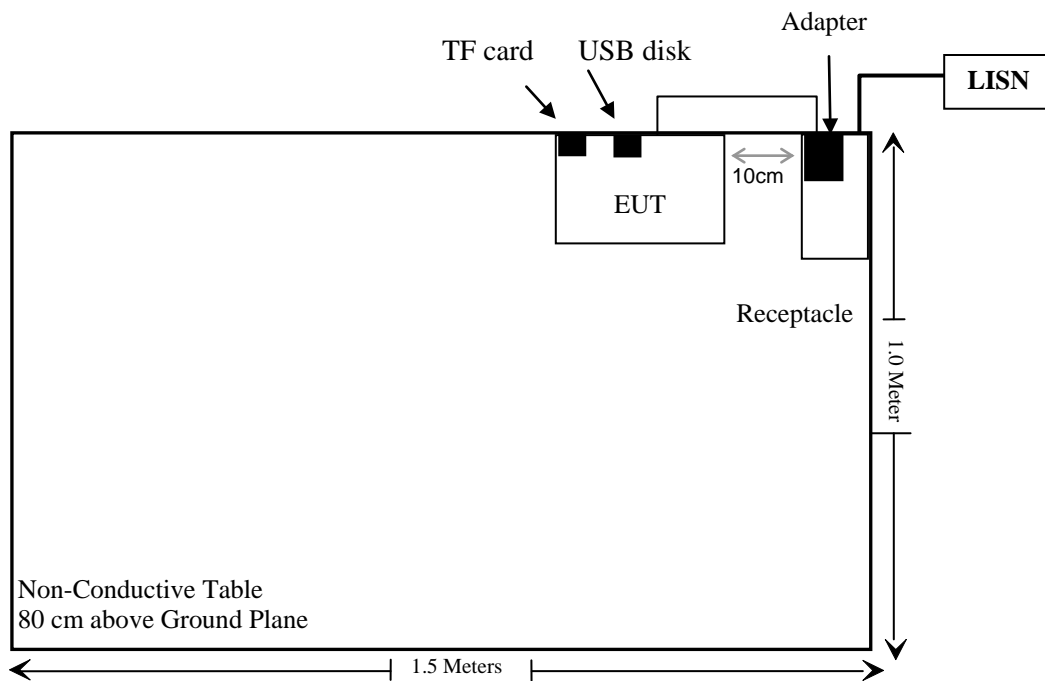 Adapter
TF card
USB disk
LISN
10cm
EUT
Receptacle
1.0 Meter
Non-Conductive Table
80 cm above Ground Plane
1.5 Meters